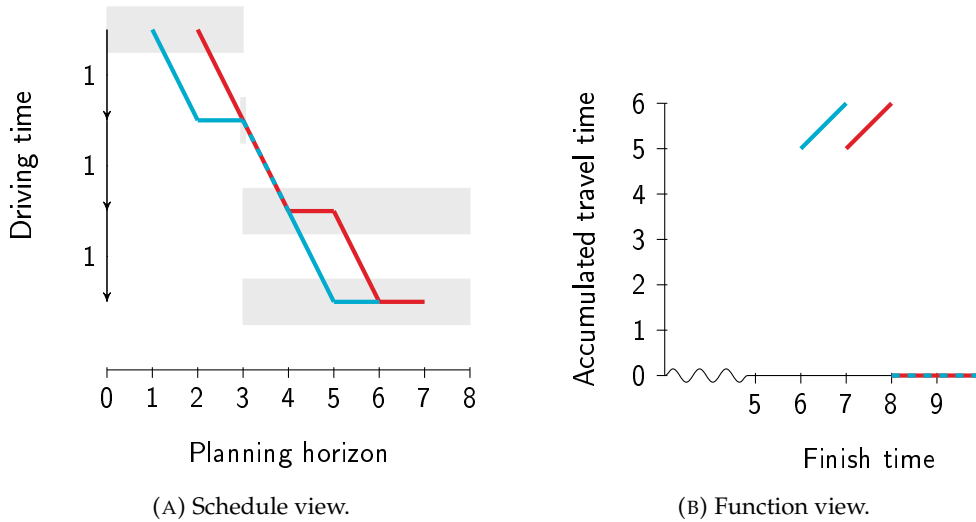 Driving time
1
1
1
0 1 2 3 4 5 6 7 8
Planning horizon
(A) Schedule view.
Accumulated travel time
6
5
4
3
2
1
0
5 6 7 8 9
Finish time
(B) Function view.